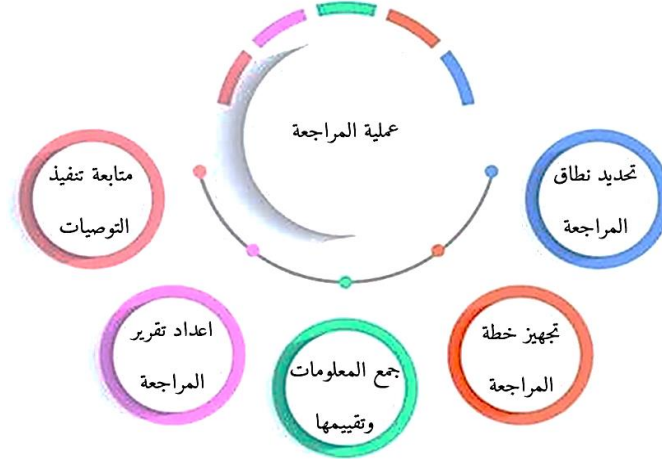 عملية المراجعة
تحديد نطاق
المراجعة
تجهيز خطة
المراجعة
جمع المعلومات
وتقييمها
اعداد تقرير
المراجعة
متابعة تنفيذ
التوصيات